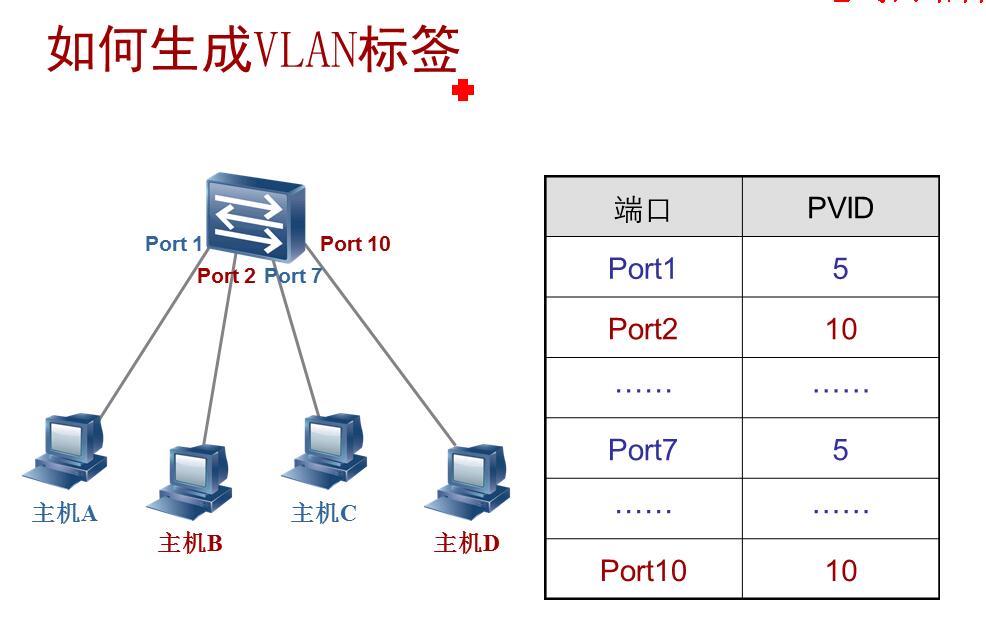 如何生成VLAN标签
Port 1
Port 10
Port 2
Port 7
主机A
主机B
主机C
主机D
端口 PVID
Port1 5
Port2 10
…… ……
Port7 5
…… ……
Port10 10